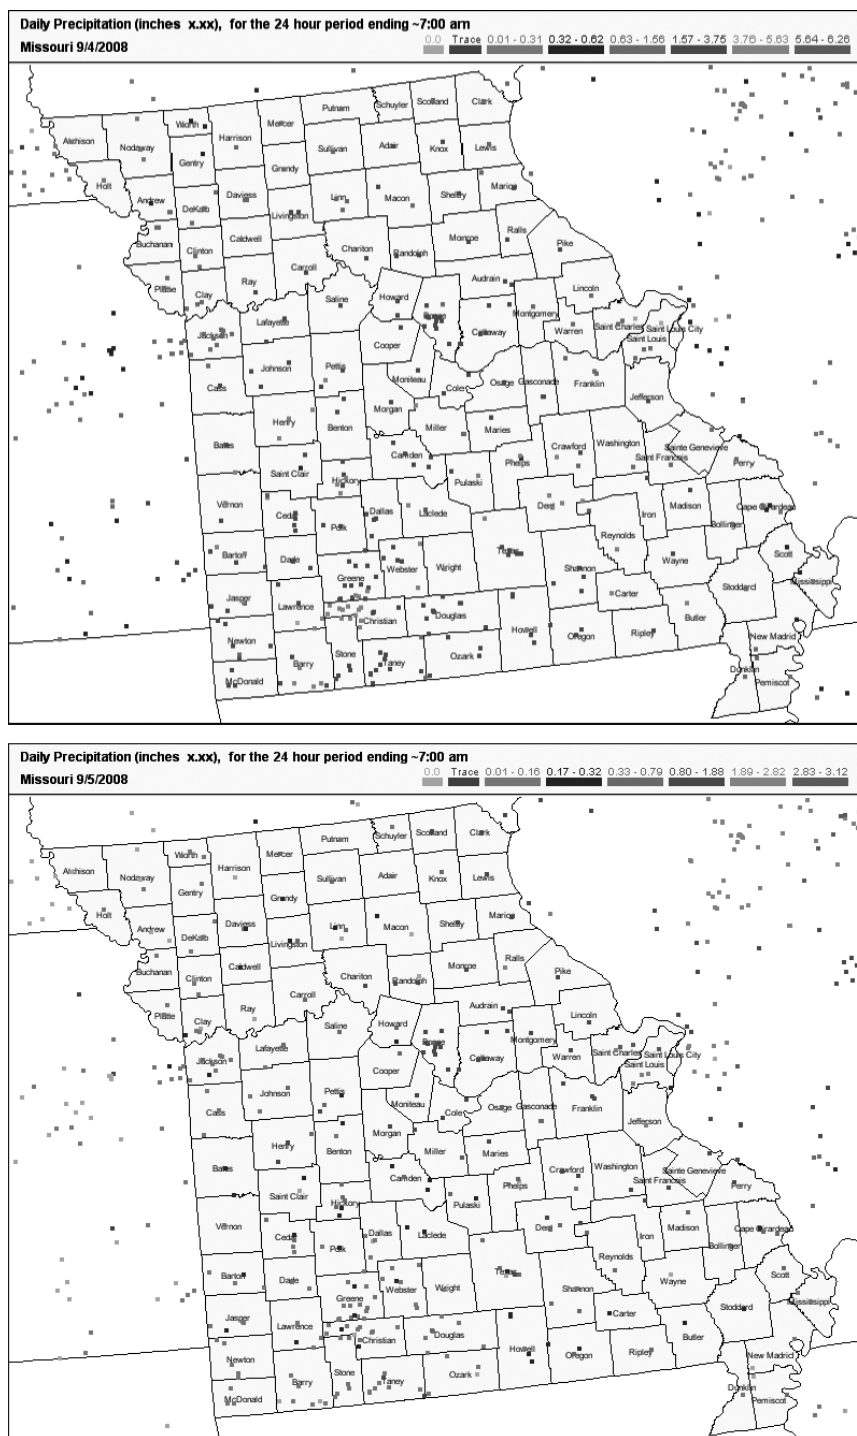 Daily Precipitation (inches x.xx), for the 24 hour period ending ~7:00 am
Missouri 9/4/2008
0.0 Trace 0.01 - 0.31 0.32 - 0.62 0.63 - 1.56 1.57 - 3.75 3.76 - 5.63 5.64 - 6.26
Putnam Schuyler Scotland Clark
Atchison Nodaway Worth Harrison Mercer
Gentry Sullivan Adair Knox Lewis
Holt Andrew DeKalb Daviess Grundy
Livingston Linn Macon Shelby Marion
Buchanan Clinton Caldwell Chariton Randolph Monroe Ralls Pike
Platte Clay Ray Carroll Howard Audrain
Lafayette Saline Boone Callaway Montgomery Lincoln
Jackson Cooper Warren Saint Charles Saint Louis City
Saint Louis
Cass Johnson Pettis Moniteau Cole Osage Gasconade Franklin Jefferson
Bates Henry Benton Morgan Miller Maries
Saint Clair Camden Phelps Crawford Washington Sainte Genevieve
Saint Francois Perry
Vernon Hickory Pulaski
Cedar Polk Dallas Laclede Dent Iron Madison Cape Girardeau
Bollinger
Barton Dade Greene Webster Wright Texas Shannon Reynolds Wayne Scott
Jasper Lawrence Christian Douglas Carter Stoddard Mississippi
Newton Howell Oregon Ripley Butler New Madrid
McDonald Barry Stone Taney Ozark Dunklin Pemiscot
Daily Precipitation (inches x.xx), for the 24 hour period ending ~7:00 am
Missouri 9/5/2008
0.0 Trace 0.01 - 0.16 0.17 - 0.32 0.33 - 0.79 0.80 - 1.88 1.89 - 2.82 2.83 - 3.12
Putnam Schuyler Scotland Clark
Atchison Nodaway Worth Harrison Mercer
Gentry Sullivan Adair Knox Lewis
Holt Andrew DeKalb Daviess Grundy
Livingston Linn Macon Shelby Marion
Buchanan Clinton Caldwell Chariton Randolph Monroe Ralls Pike
Platte Clay Ray Carroll Howard Audrain
Lafayette Saline Boone Callaway Montgomery Lincoln
Jackson Cooper Warren Saint Charles Saint Louis City
Saint Louis
Cass Johnson Pettis Moniteau Cole Osage Gasconade Franklin Jefferson
Bates Henry Benton Morgan Miller Maries
Saint Clair Camden Phelps Crawford Washington Sainte Genevieve
Saint Francois Perry
Vernon Hickory Pulaski
Cedar Polk Dallas Laclede Dent Iron Madison Cape Girardeau
Bollinger
Barton Dade Greene Webster Wright Texas Shannon Reynolds Wayne Scott
Jasper Lawrence Christian Douglas Carter Stoddard Mississippi
Newton Howell Oregon Ripley Butler New Madrid
McDonald Barry Stone Taney Ozark Dunklin Pemiscot